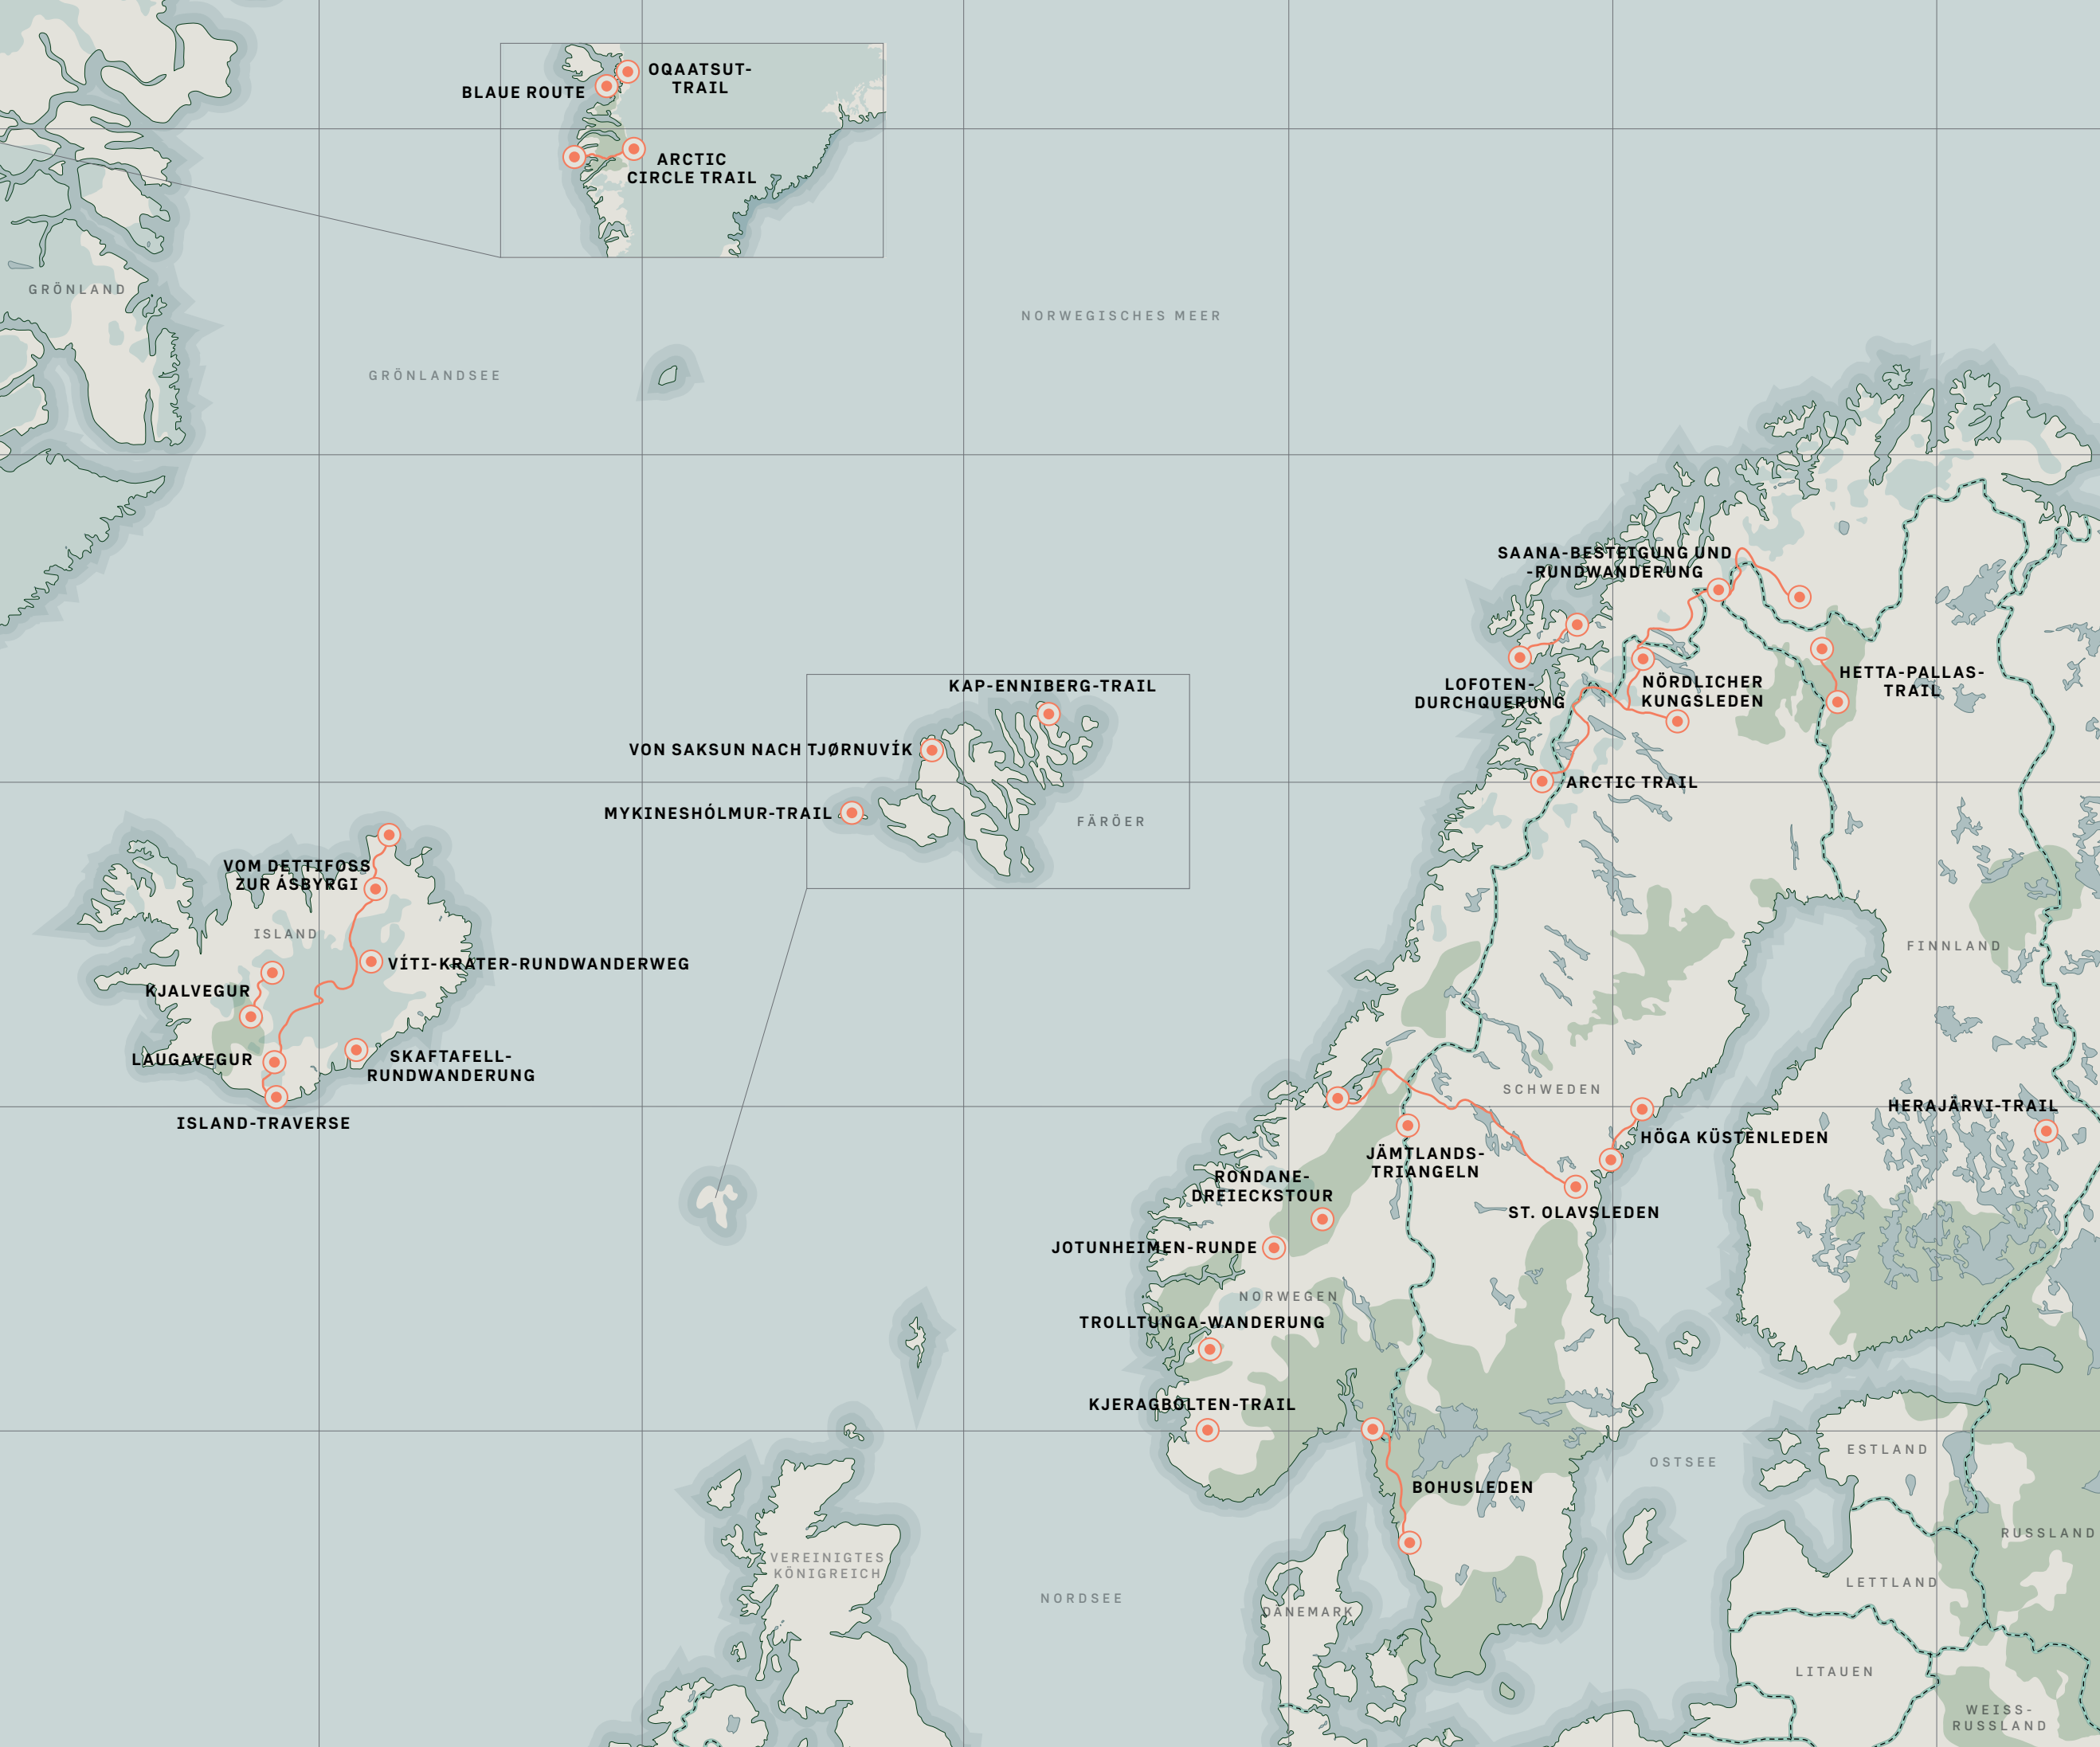 OQAATSUT-
TRAIL
BLAUE ROUTE
ARCTIC
CIRCLE TRAIL
GRÖNLAND
NORWEGISCHES MEER
GRÖNLANDSEE
SAANA-BESTEIGUNG UND
-RUNDWANDERUNG
LOFOTEN-
DURCHQUERUNG
NÖRDLICHER
KUNGSLEDEN
HETTA-PALLAS-
TRAIL
ARCTIC TRAIL
KAP-ENNIBERG-TRAIL
VON SAKSUN NACH TJØRNUVÍK
MYKINESHÓLMUR-TRAIL
FÄRÖER
VOM DETTIFOSS
ZUR ÁSBYRGI
ISLAND
VÍTI-KRATER-RUNDWANDERWEG
KJALVEGUR
LAUGAVEGUR
SKAFTAFELL-
RUNDWANDERUNG
ISLAND-TRAVERSE
FINNLAND
SCHWEDEN
HERAJÄRVI-TRAIL
HÖGA KÜSTENLEDEN
JÄMTLANDS-
TRIANGELN
RONDANE-
DREIECKSTOUR
ST. OLAVSLEDEN
JOTUNHEIMEN-RUNDE
NORWEGEN
TROLLTUNGA-WANDERUNG
KJERAGBOLTEN-TRAIL
BOHUSLEDEN
OSTSEE
ESTLAND
RUSSLAND
VEREINIGTES
KÖNIGREICH
NORDSEE
DÄNEMARK
LETTLAND
LITAUEN
WEISS-
RUSSLAND